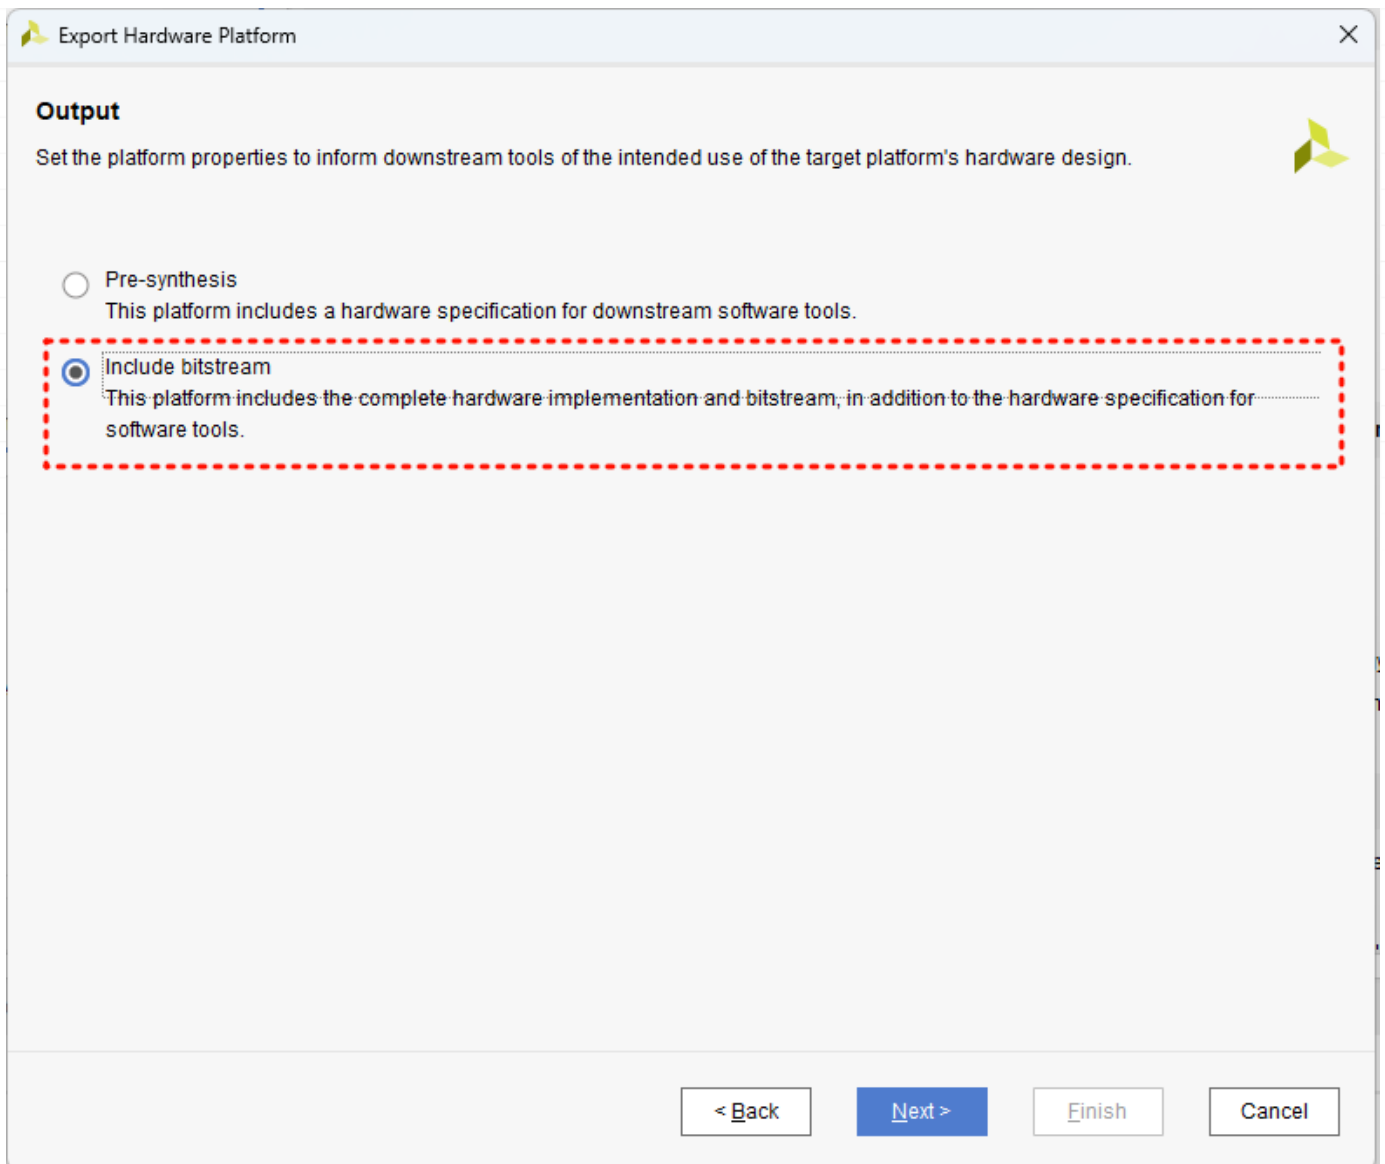 Export Hardware Platform
Output
Set the platform properties to inform downstream tools of the intended use of the target platform's hardware design.
Pre-synthesis
This platform includes a hardware specification for downstream software tools.
Include bitstream
This platform includes the complete hardware implementation and bitstream, in addition to the hardware specification for
software tools.
< Back
Next >
Finish
Cancel